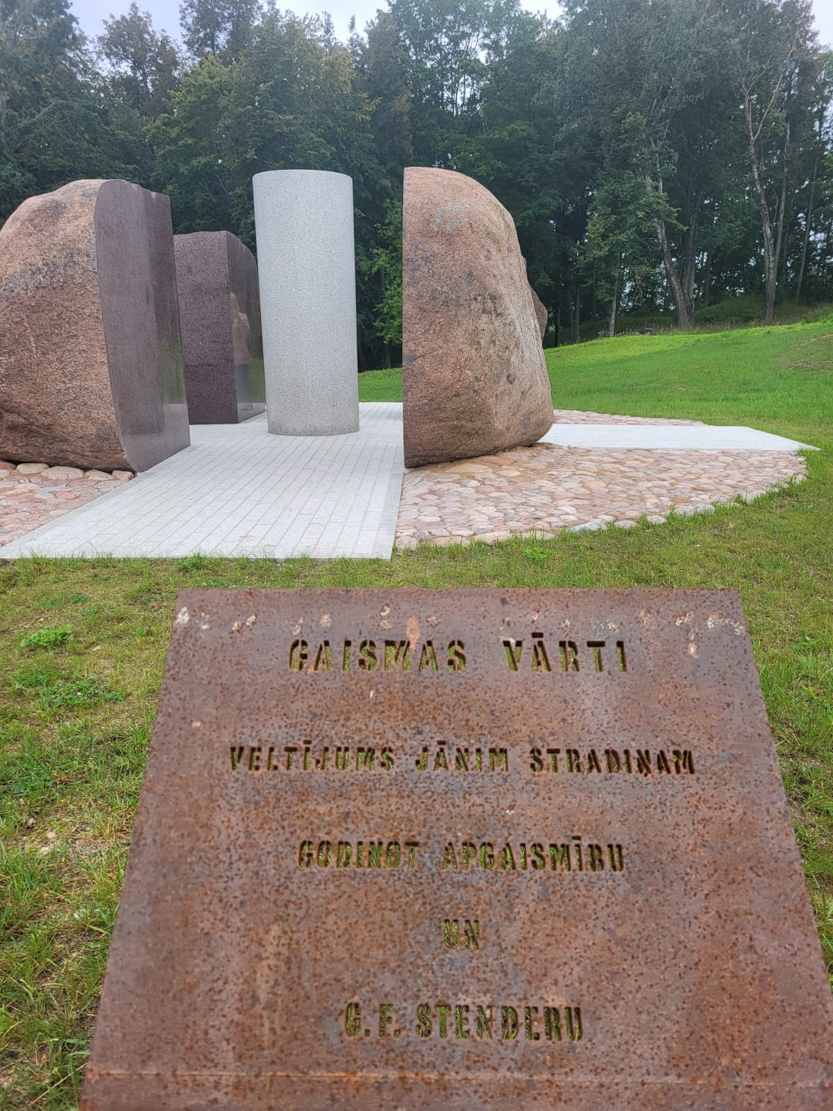 GAISMAS VĀRTI
VELTĪJUMS JĀNIM STRADIŅAM
GODINOT APGAISMĪBU
UN
G.F. STENDERU